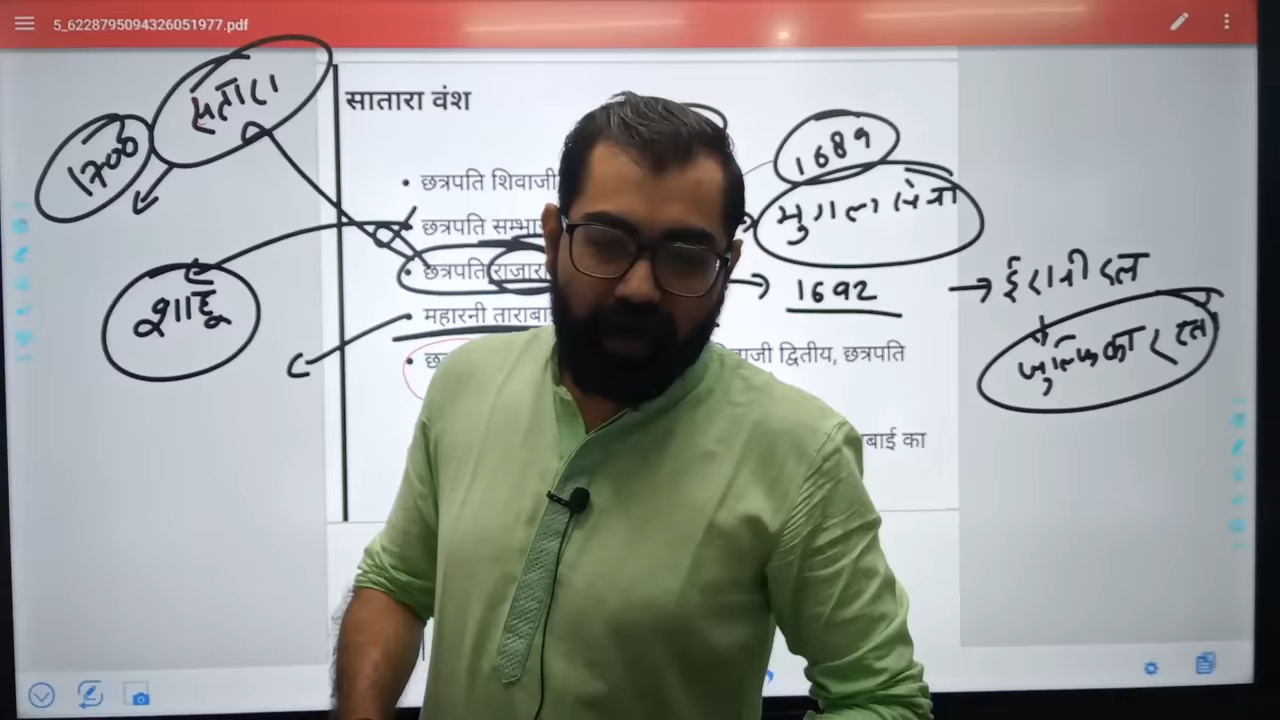 5_6228795094326051977.pdf
सतारा
1700
सातारा वंश
1689
मुगल
• छत्रपति शिवाजी
• छत्रपति सम्भा
• छत्रपति राजारा
1692
ईरानी दल
• महारनी ताराबा
शाहू
वाजी द्वितीय, छत्रपति
बाई का